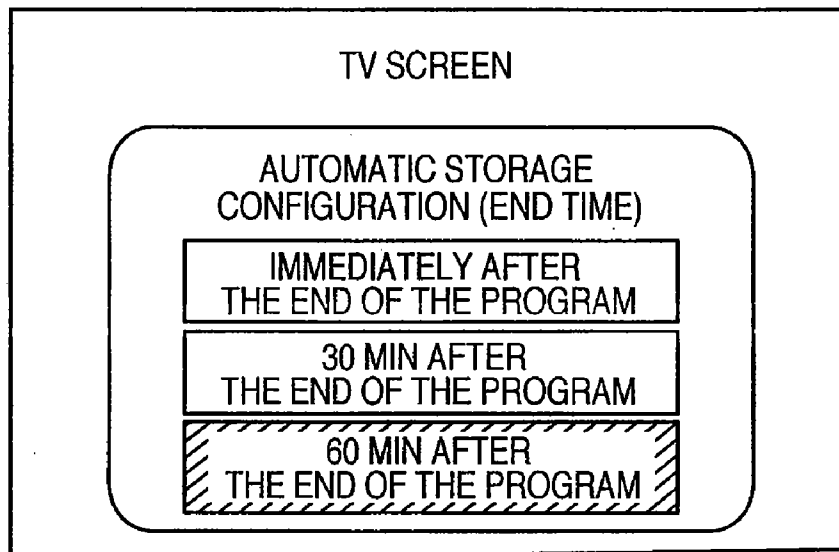 TV SCREEN
AUTOMATIC STORAGE
CONFIGURATION (END TIME)
IMMEDIATELY AFTER
THE END OF THE PROGRAM
30 MIN AFTER
THE END OF THE PROGRAM
60 MIN AFTER
THE END OF THE PROGRAM